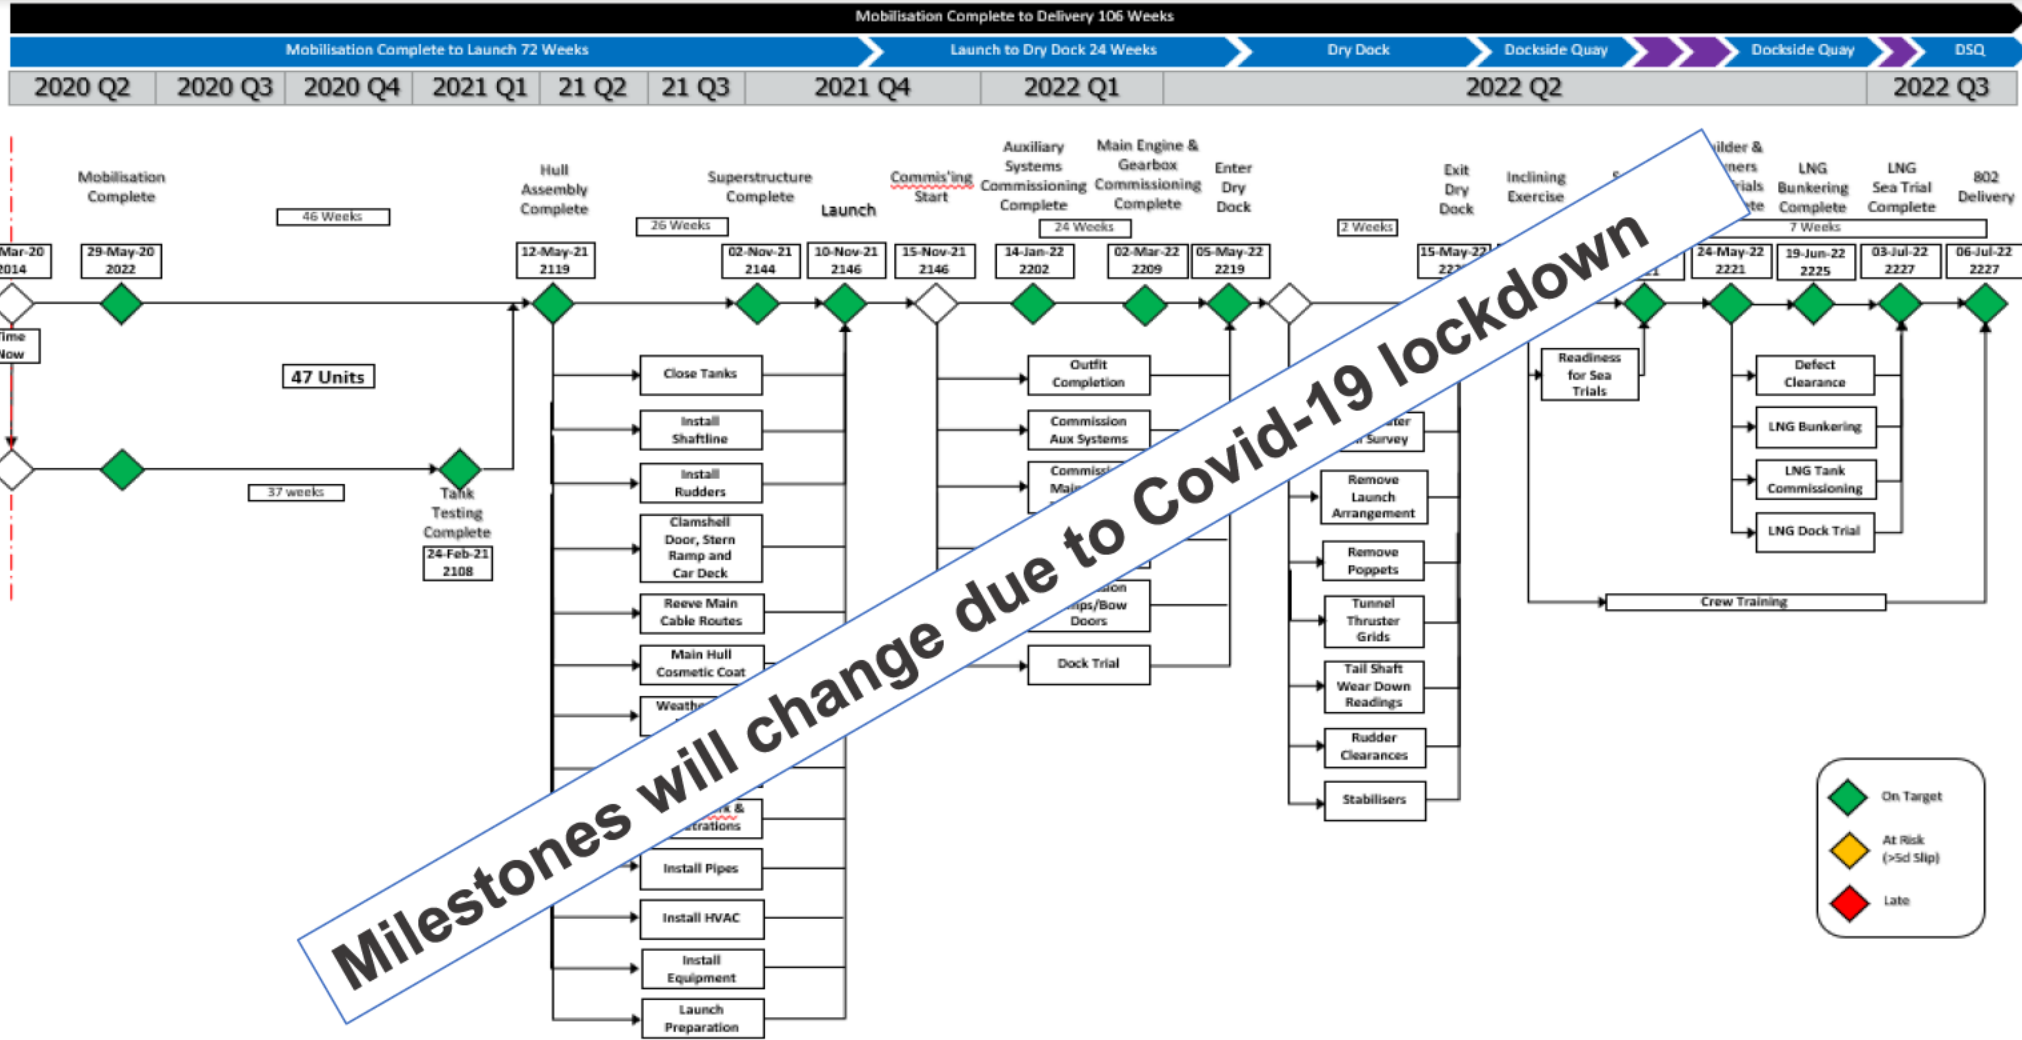 Mobilisation Complete to Delivery 106 Weeks
Mobilisation Complete to Launch 72 Weeks
Launch to Dry Dock 24 Weeks
Dry Dock
Dockside Quay
Dockside Quay
DSQ
2020 Q2
2020 Q3
2020 Q4
2021 Q1
21 Q2
21 Q3
2021 Q4
2022 Q1
2022 Q2
2022 Q3
Mobilisation
Complete
46 Weeks
Hull
Assembly
Complete
26 Weeks
Superstructure
Complete
Launch
Commis'ing
Start
Auxiliary
Systems
Commissioning
Complete
24 Weeks
Main Engine &
Gearbox
Commissioning
Complete
Enter
Dry
Dock
2 Weeks
Exit
Dry
Dock
Inclining
Exercise
LNG
Bunkering
Complete
LNG
Sea Trial
Complete
802
Delivery
7 Weeks
Mar-20
2014
29-May-20
2022
12-May-21
2119
02-Nov-21
2144
10-Nov-21
2146
15-Nov-21
2146
14-Jan-22
2202
02-Mar-22
2209
05-May-22
2219
15-May-22
24-May-22
2221
19-Jun-22
2225
03-Jul-22
2227
06-Jul-22
2227
Now
47 Units
37 weeks
Tank
Testing
Complete
24-Feb-21
2108
Close Tanks
Install
Shaftline
Install
Rudders
Clamshell
Door, Stern
Ramp and
Car Deck
Reeve Main
Cable Routes
Main Hull
Cosmetic Coat
Install Pipes
Install HVAC
Install
Equipment
Launch
Preparation
Outfit
Completion
Commission
Aux Systems
Doors
Dock Trial
Survey
Remove
Launch
Arrangement
Remove
Poppets
Tunnel
Thruster
Grids
Tail Shaft
Wear Down
Readings
Rudder
Clearances
Stabilisers
Readiness
for Sea
Trials
Defect
Clearance
LNG Bunkering
LNG Tank
Commissioning
LNG Dock Trial
Crew Training
Milestones will change due to Covid-19 lockdown
On Target
At Risk
(>5d Slip)
Late